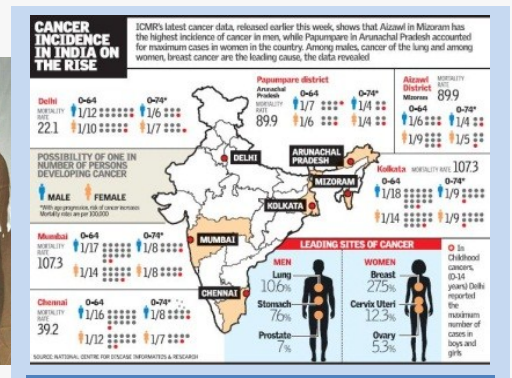 CANCER
INCIDENCE
IN INDIA ON
THE RISE
ICMR's latest cancer data, released earlier this week, shows that Aizawl in Mizoram has
the highest incidence of cancer in men, while Papumpare in Arunachal Pradesh accounted
for maximum cases in women in the country. Among males, cancer of the lung and among
women, breast cancer are the leading cause, the data revealed
Delhi 0-64 0-74*
MORTALITY
RATE
22.1
1/12 1/6
1/10 1/7
Papumpare district
Arunachal
Pradesh
0-64 0-74*
MORTALITY
RATE
89.9
1/7 1/4
1/6 1/4
Aizawl
District
Mizoram
MORTALITY
RATE 89.9
0-64 0-74*
1/6 1/4
1/9 1/5
POSSIBILITY OF ONE IN
NUMBER OF PERSONS
DEVELOPING CANCER
MALE FEMALE
*With age progression, risk of cancer increases
Mortality rates are per 100,000
DELHI
ARUNACHAL
PRADESH
MIZORAM
KOLKATA
MUMBAI
CHENNAI
Kolkata MORTALITY RATE 107.3
0-64 0-74*
1/18 1/9
1/14 1/9
Mumbai 0-64 0-74*
MORTALITY
RATE
107.3
1/17 1/8
1/14 1/8
Chennai 0-64 0-74*
MORTALITY
RATE
39.2
1/16 1/8
1/12 1/7
LEADING SITES OF CANCER
MEN
Lung
10.6%
Stomach
7.6%
Prostate
7%
WOMEN
Breast
27.5%
Cervix Uteri
12.3%
Ovary
5.3%
In
Childhood
cancers,
(0-14
years) Delhi
reported
the
maximum
number of
cases in
boys and
girls
SOURCE: NATIONAL CENTRE FOR DISEASE INFORMATICS & RESEARCH